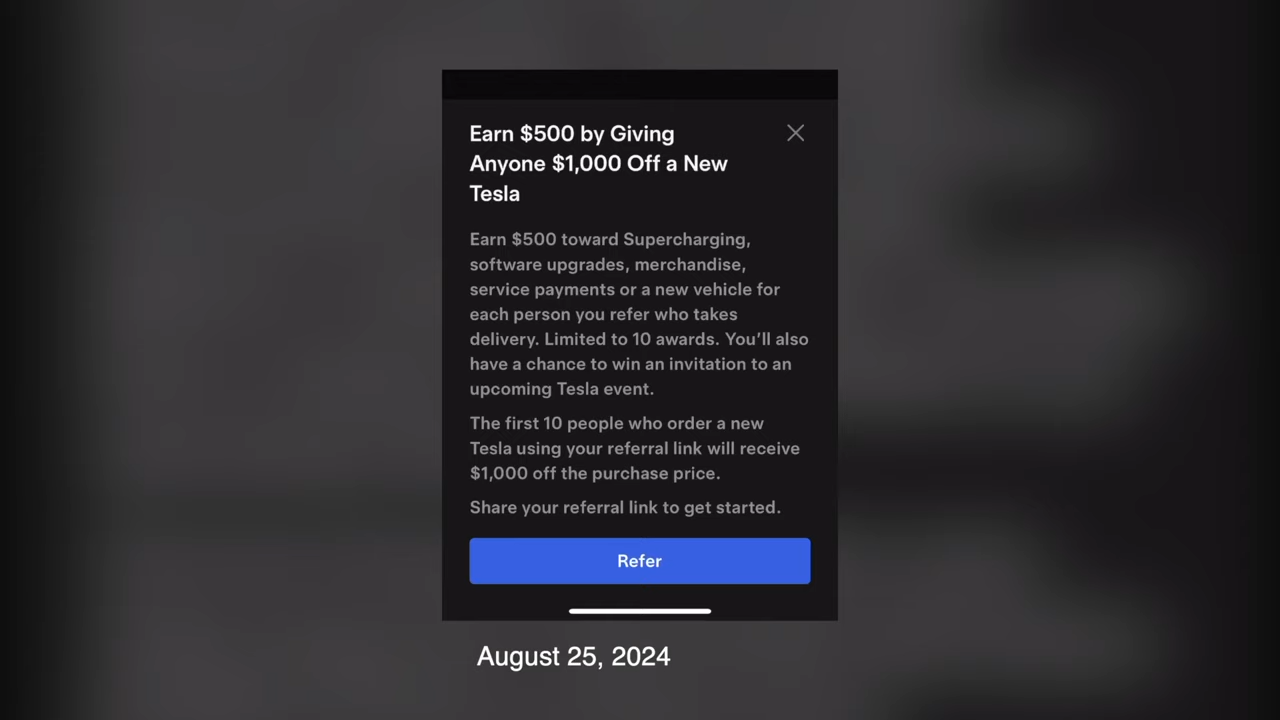 Earn $500 by Giving
Anyone $1,000 Off a New
Tesla
Earn $500 toward Supercharging,
software upgrades, merchandise,
service payments or a new vehicle for
each person you refer who takes
delivery. Limited to 10 awards. You’ll also
have a chance to win an invitation to an
upcoming Tesla event.
The first 10 people who order a new
Tesla using your referral link will receive
$1,000 off the purchase price.
Share your referral link to get started.
Refer
August 25, 2024